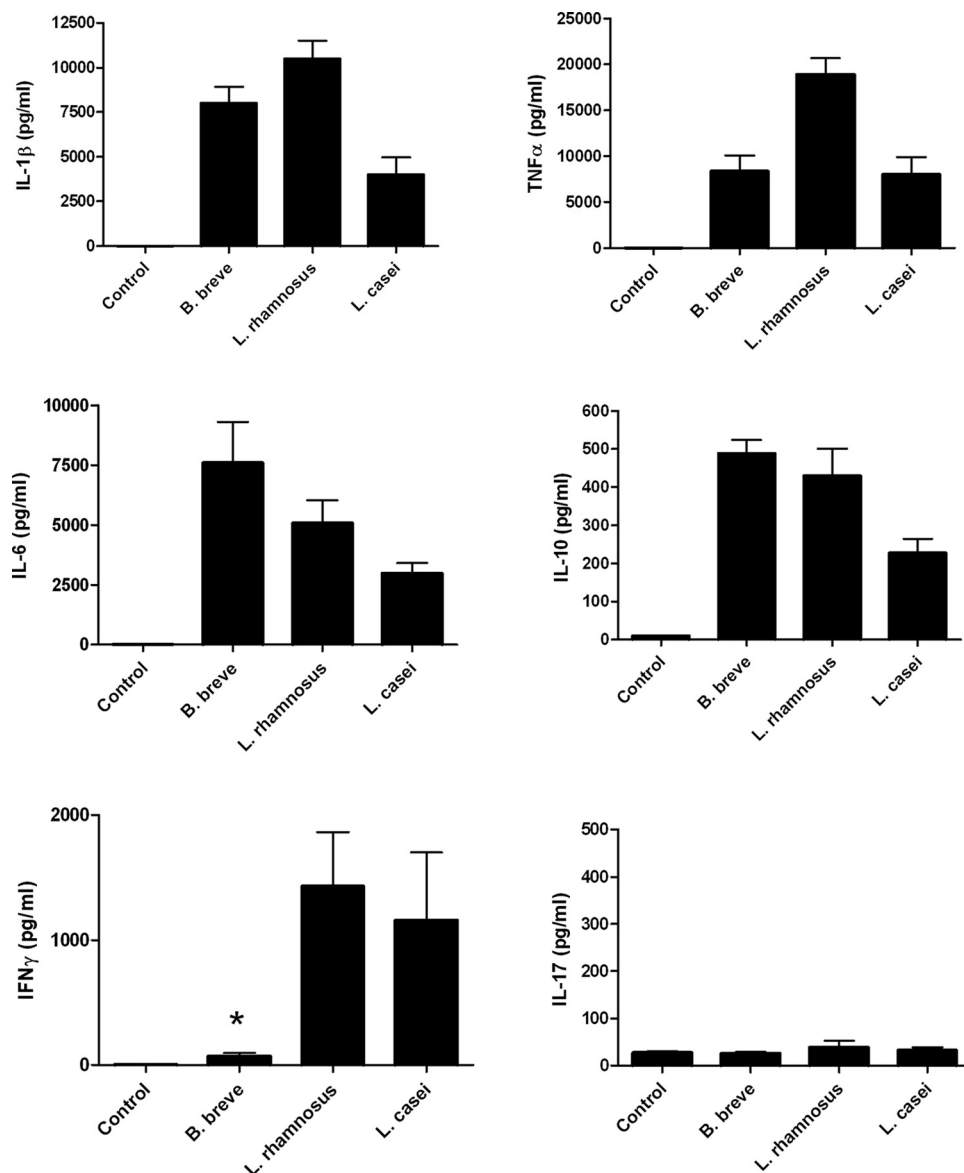 12500
10000
7500
5000
2500
0
IL-1β (pg/ml)
Control
B. breve
L. rhamnosus
L. casei
25000
20000
15000
10000
5000
0
TNFα (pg/ml)
Control
B. breve
L. rhamnosus
L. casei
10000
7500
5000
2500
0
IL-6 (pg/ml)
Control
B. breve
L. rhamnosus
L. casei
600
500
400
300
200
100
0
IL-10 (pg/ml)
Control
B. breve
L. rhamnosus
L. casei
2000
1000
0
IFNγ (pg/ml)
*
Control
B. breve
L. rhamnosus
L. casei
500
400
300
200
100
0
IL-17 (pg/ml)
Control
B. breve
L. rhamnosus
L. casei